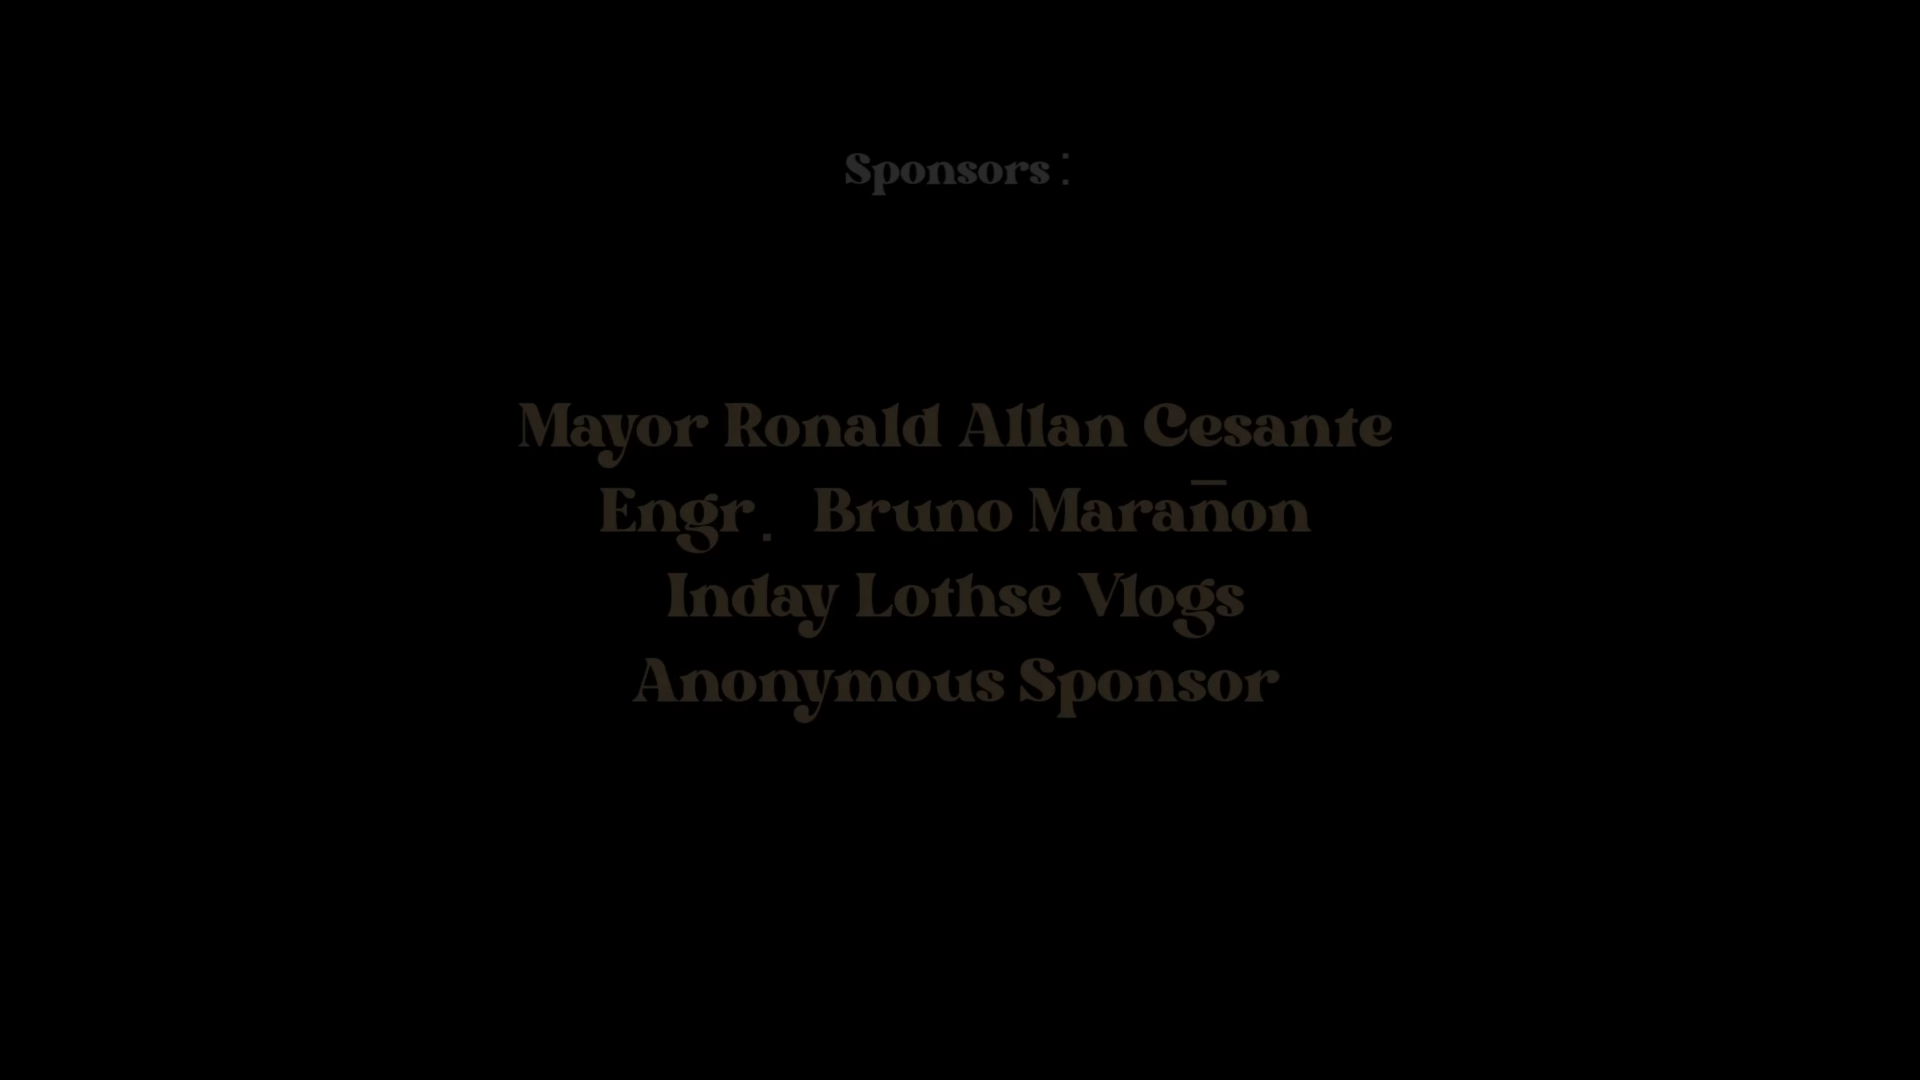 Sponsors:
Mayor Ronald Allan Cesante
Engr. Bruno Marañon
Inday Lothse Vlogs
Anonymous Sponsor